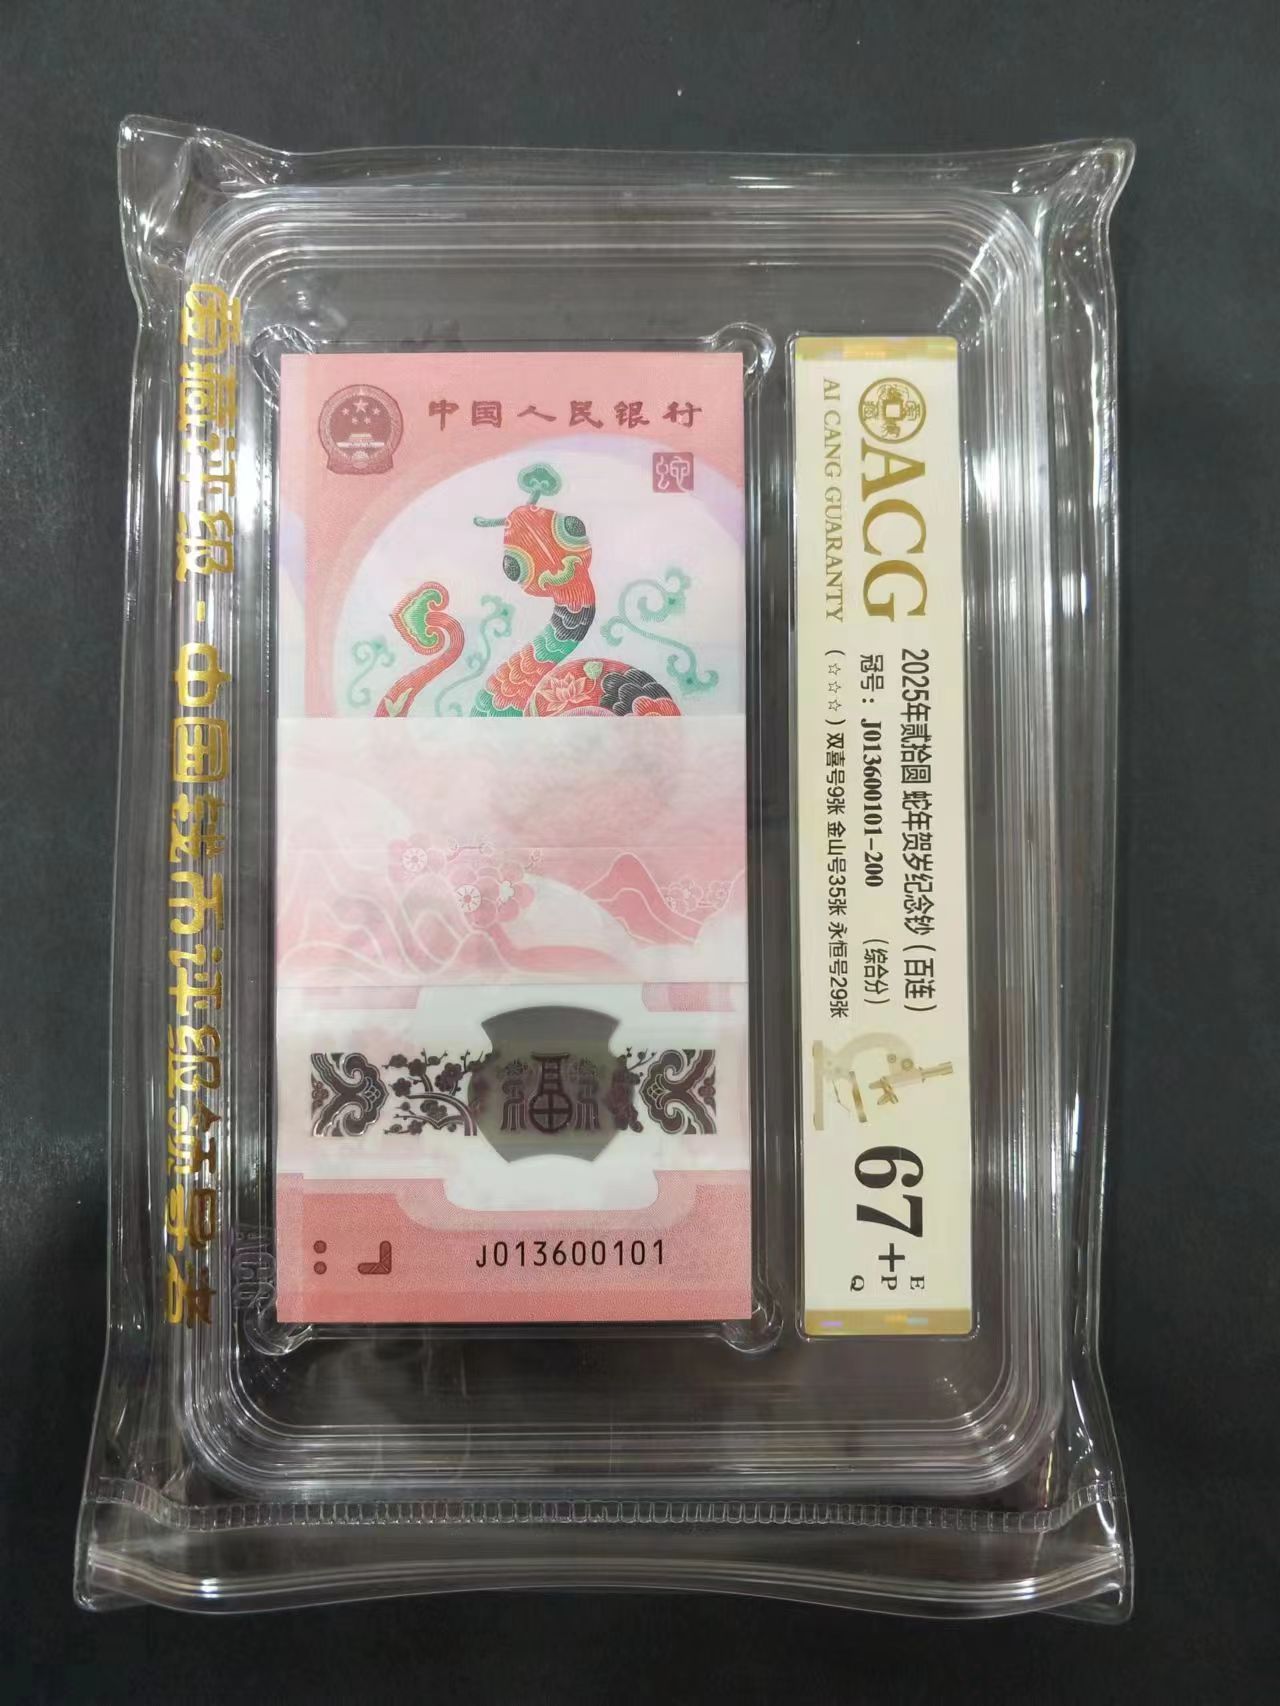 爱藏评级 - 中国钱币评级领导者
中国人民银行
蛇
福
J013600101
ACG
AI CANG GUARANTY
2025年贰拾圆 蛇年贺岁纪念钞（百连）
冠号：J013600101-200 （综合分）
（☆☆☆）双喜号9张 金山号35张 永恒号29张
67+
E
P
Q